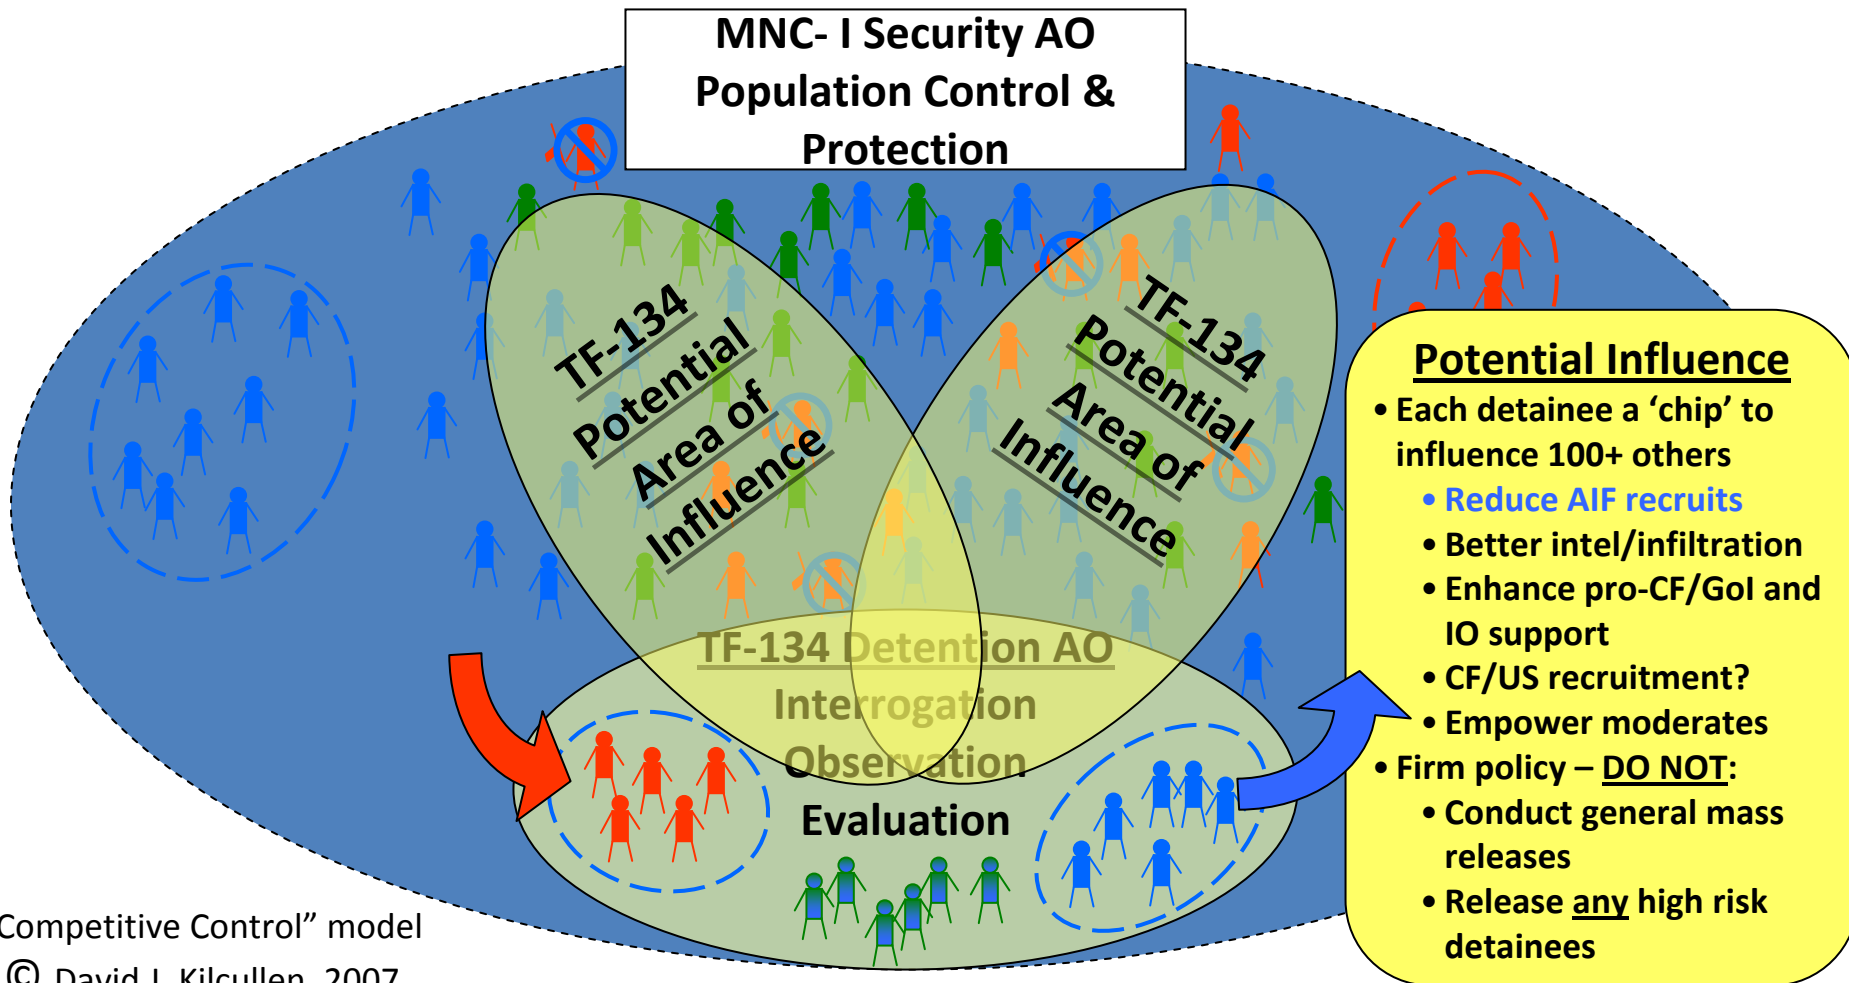 MNC- I Security AO
Population Control &
Protection
TF-134
Potential
Area of
Influence
TF-134
Potential
Area of
Influence
TF-134 Detention AO
Interrogation
Observation
Evaluation
Potential Influence
• Each detainee a ‘chip’ to
influence 100+ others
• Reduce AIF recruits
• Better intel/infiltration
• Enhance pro-CF/GoI and
IO support
• CF/US recruitment?
• Empower moderates
• Firm policy – DO NOT:
• Conduct general mass
releases
• Release any high risk
detainees
Competitive Control” model
© David J. Kilcullen, 2007